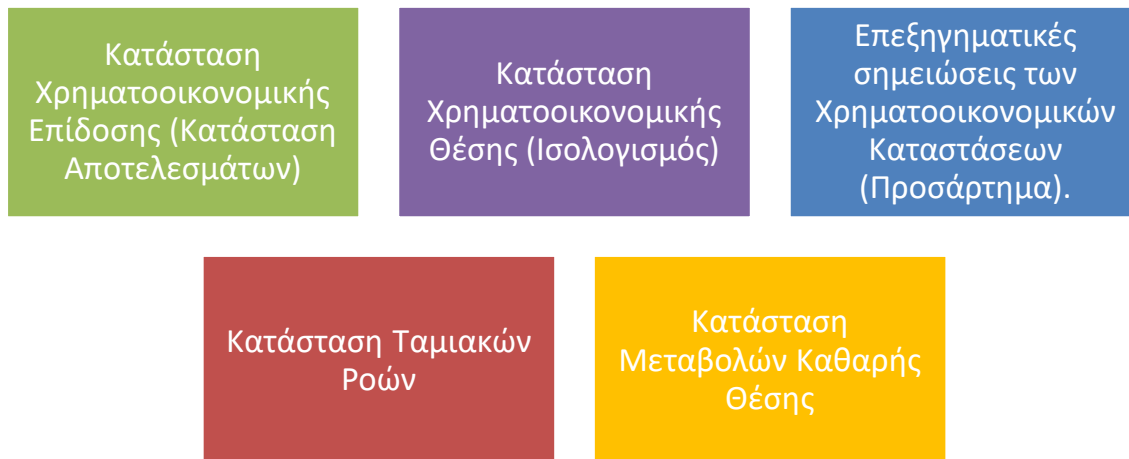 Κατάσταση
Χρηματοοικονομικής
Επίδοσης (Κατάσταση
Αποτελεσμάτων)
Κατάσταση
Χρηματοοικονομικής
Θέσης (Ισολογισμός)
Επεξηγηματικές
σημειώσεις των
Χρηματοοικονομικών
Καταστάσεων
(Προσάρτημα).
Κατάσταση Ταμιακών
Ροών
Κατάσταση
Μεταβολών Καθαρής
Θέσης